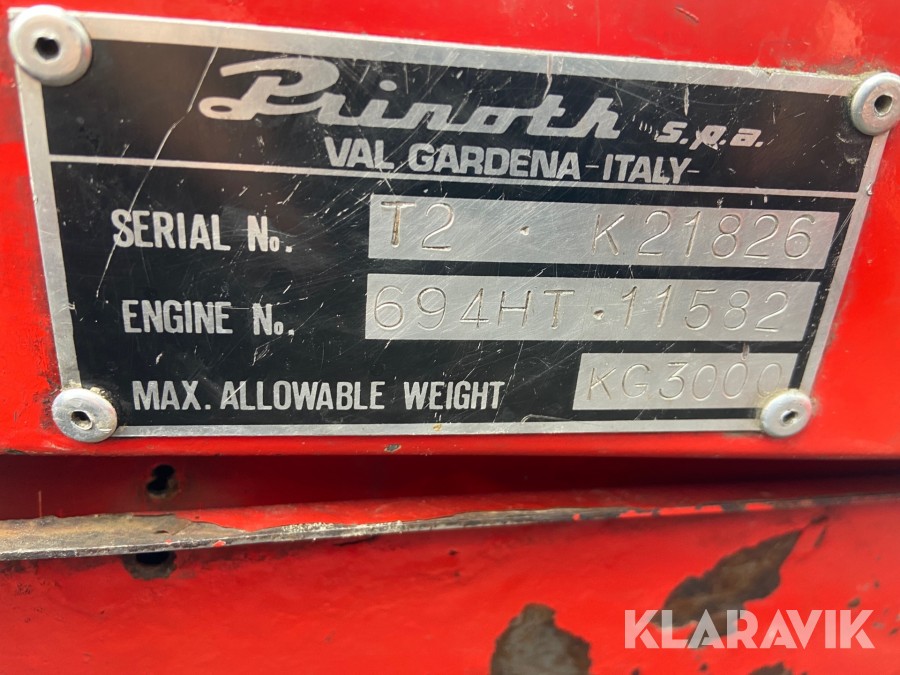 Prinoth s.p.a.
VAL GARDENA-ITALY-
SERIAL No. T2 . K21826
ENGINE No. 694HT.11582
MAX. ALLOWABLE WEIGHT KG3000
KLARAVIK